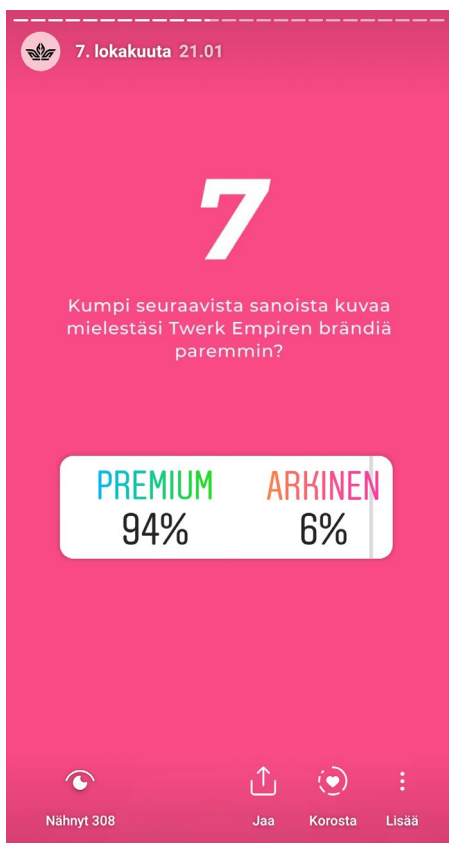 7. lokakuuta 21.01
7
Kumpi seuraavista sanoista kuvaa
mielestäsi Twerk Empiren brändiä
paremmin?
PREMIUM ARKINEN
94% 6%
Nähnyt 308 Jaa Korosta Lisää